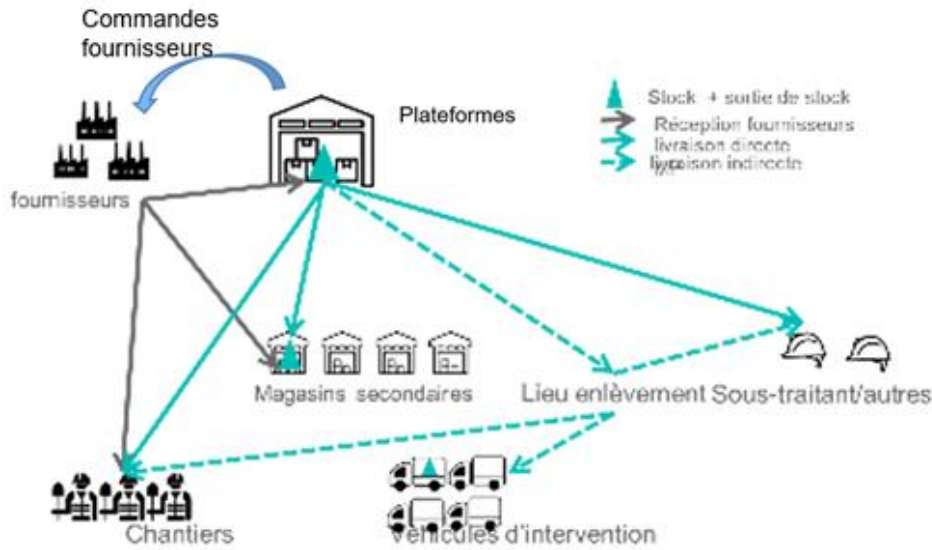 Commandes
fournisseurs
Plateformes
Stock + sortie de stock
Réception fournisseurs
livraison directe
livraison indirecte
fournisseurs
Magasins secondaires
Lieu enlèvement
Sous-traitant/autres
Chantiers
Véhicules d'intervention